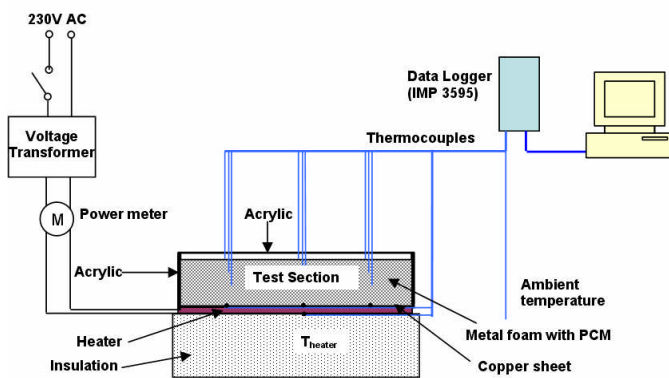 230V AC
Data Logger
(IMP 3595)
Voltage
Transformer
Thermocouples
M
Power meter
Acrylic
Acrylic
Test Section
Ambient
temperature
Heater
Metal foam with PCM
Insulation
Theater
Copper sheet